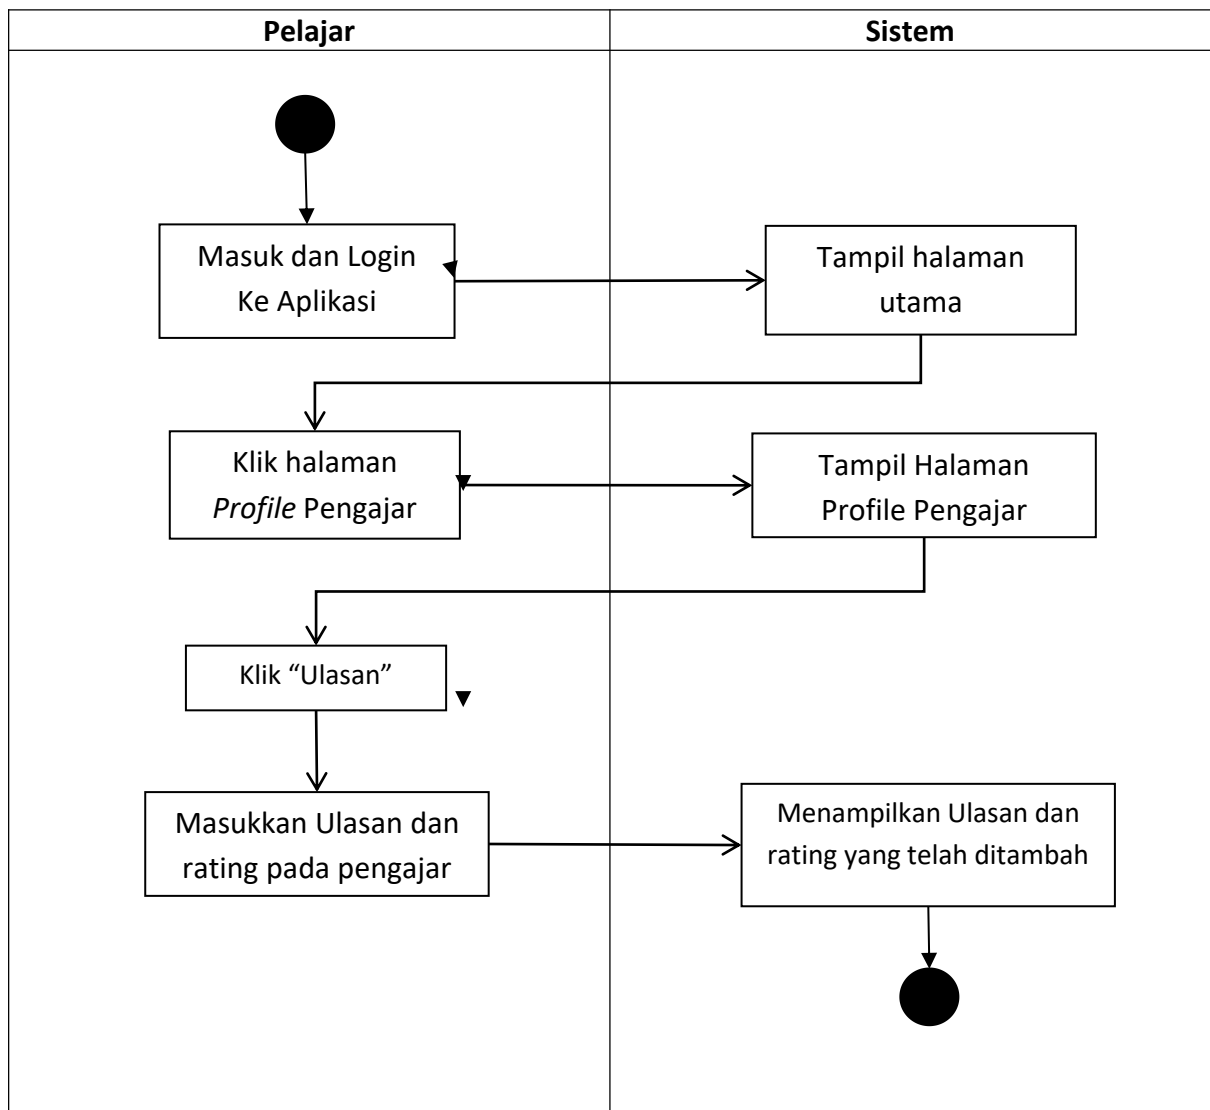 Pelajar
Sistem
Masuk dan Login
Ke Aplikasi
Tampil halaman
utama
Klik halaman
Profile Pengajar
Tampil Halaman
Profile Pengajar
Klik “Ulasan”
Masukkan Ulasan dan
rating pada pengajar
Menampilkan Ulasan dan
rating yang telah ditambah